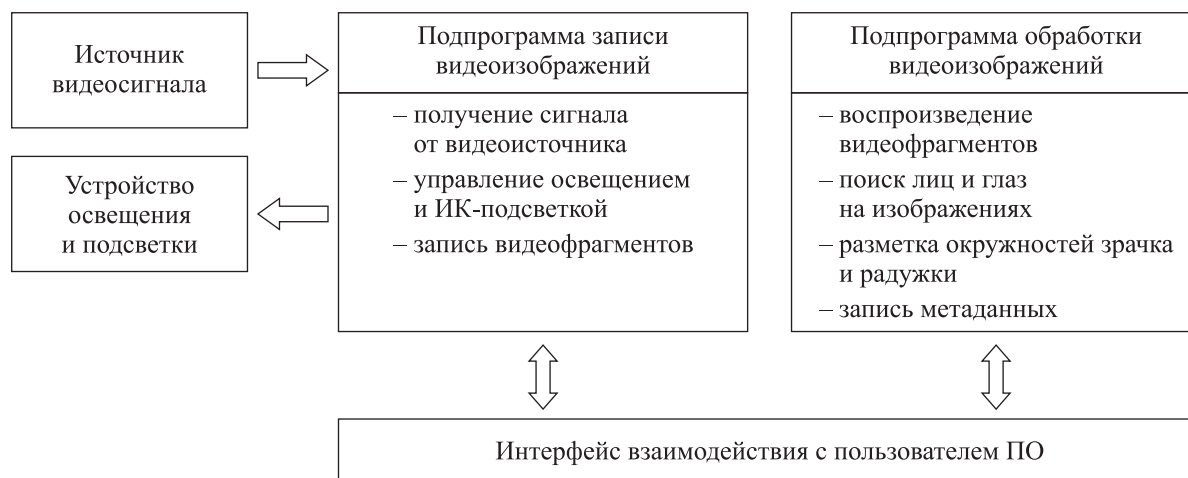 Источник
видеосигнала
Устройство
освещения
и подсветки
Подпрограмма записи
видеоизображений
– получение сигнала
от видеоисточника
– управление освещением
и ИК-подсветкой
– запись видеофрагментов
Подпрограмма обработки
видеоизображений
– воспроизведение
видеофрагментов
– поиск лиц и глаз
на изображениях
– разметка окружностей зрачка
и радужки
– запись метаданных
Интерфейс взаимодействия с пользователем ПО